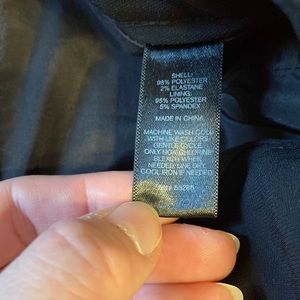 SHELL:
98% POLYESTER
2% ELASTANE
LINING:
95% POLYESTER
5% SPANDEX
MADE IN CHINA
MACHINE WASH COLD
WITH LIKE COLORS
GENTLE CYCLE.
ONLY NON-CHLORINE
BLEACH WHEN
NEEDED. LINE DRY.
COOL IRON IF NEEDED.